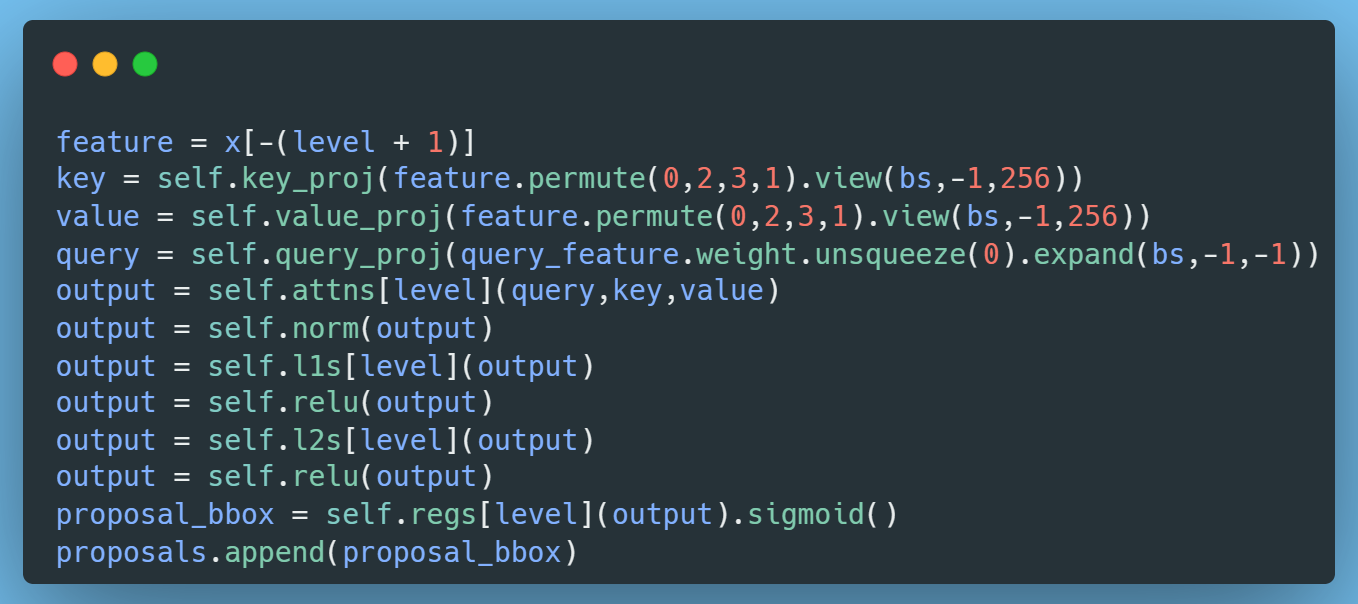 feature = x[-(level + 1)]
key = self.key_proj(feature.permute(0,2,3,1).view(bs,-1,256))
value = self.value_proj(feature.permute(0,2,3,1).view(bs,-1,256))
query = self.query_proj(query_feature.weight.unsqueeze(0).expand(bs,-1,-1))
output = self.attns[level](query,key,value)
output = self.norm(output)
output = self.l1s[level](output)
output = self.relu(output)
output = self.l2s[level](output)
output = self.relu(output)
proposal_bbox = self.regs[level](output).sigmoid()
proposals.append(proposal_bbox)